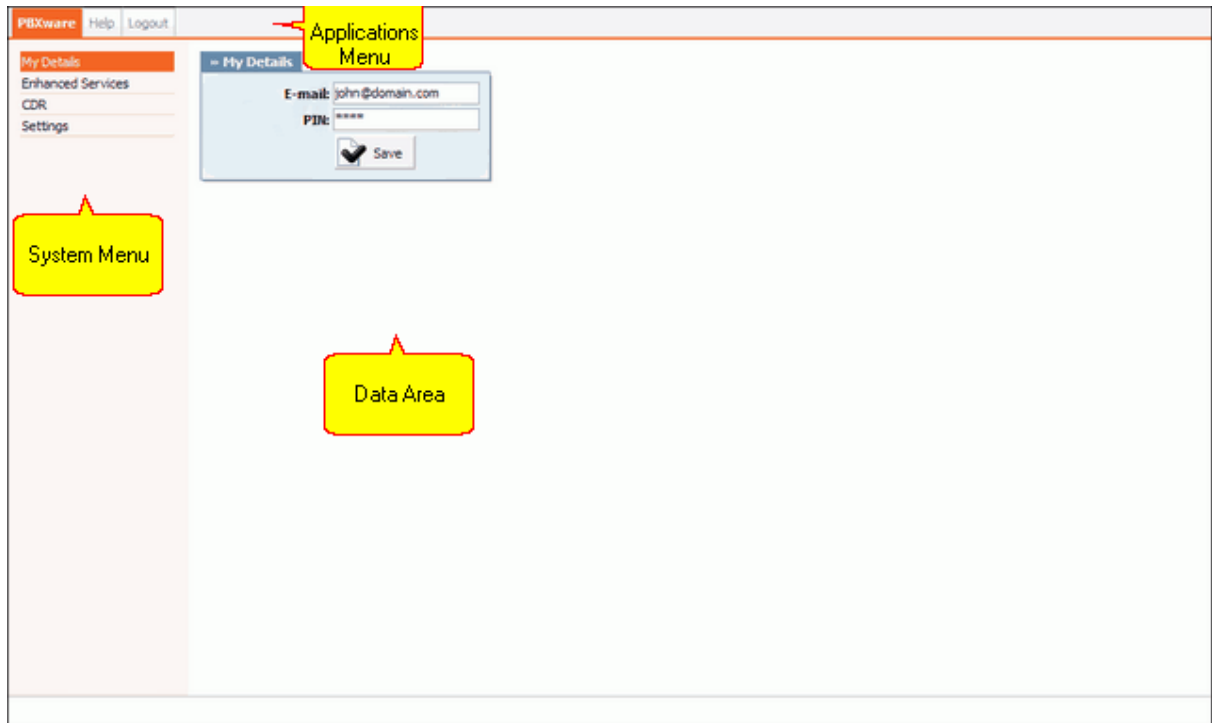 PBXware Help Logout
Applications
Menu
My Details
Enhanced Services
CDR
Settings
– My Details
E-mail: john@domain.com
PIN: ****
Save
System Menu
Data Area